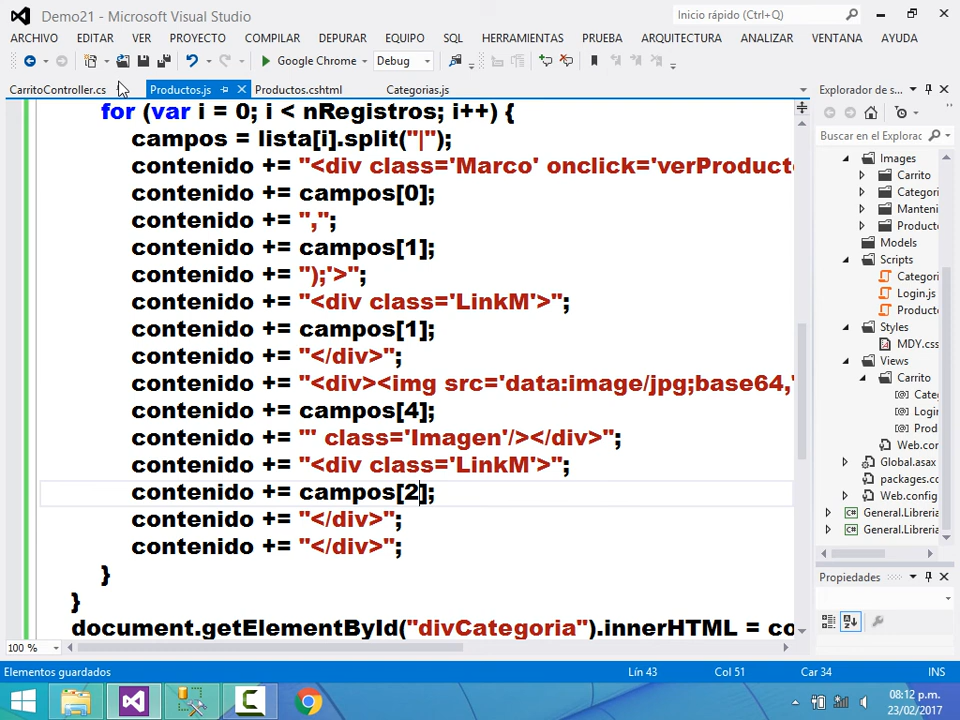 Demo21 - Microsoft Visual Studio
Inicio rápido (Ctrl+Q)
ARCHIVO EDITAR VER PROYECTO COMPILAR DEPURAR EQUIPO SQL HERRAMIENTAS PRUEBA ARQUITECTURA ANALIZAR VENTANA AYUDA
Google Chrome Debug
CarritoController.cs Productos.js Productos.cshtml Categorias.js
Explorador de s...
Buscar en el Explorac
for (var i = 0; i < nRegistros; i++) {
campos = lista[i].split("|");
contenido += "<div class='Marco' onclick='verProducto
contenido += campos[0];
contenido += ",";
contenido += campos[1];
contenido += ");'>";
contenido += "<div class='LinkM'>";
contenido += campos[1];
contenido += "</div>";
contenido += "<div><img src='data:image/jpg;base64,"
contenido += campos[4];
contenido += "' class='Imagen'/></div>";
contenido += "<div class='LinkM'>";
contenido += campos[2];
contenido += "</div>";
contenido += "</div>";
}
}
document.getElementById("divCategoria").innerHTML = co
Images
Carrito
Categori
Manteni
Product
Models
Scripts
Categori
Login.js
Producto
Styles
MDY.css
Views
Carrito
Cate
Login
Prod
Web.con
Global.asax
packages.co
Web.config
General.Libreria
General.Libreria
Propiedades
100 %
Elementos guardados Lín 43 Col 51 Car 34 INS
08:12 p.m.
23/02/2017